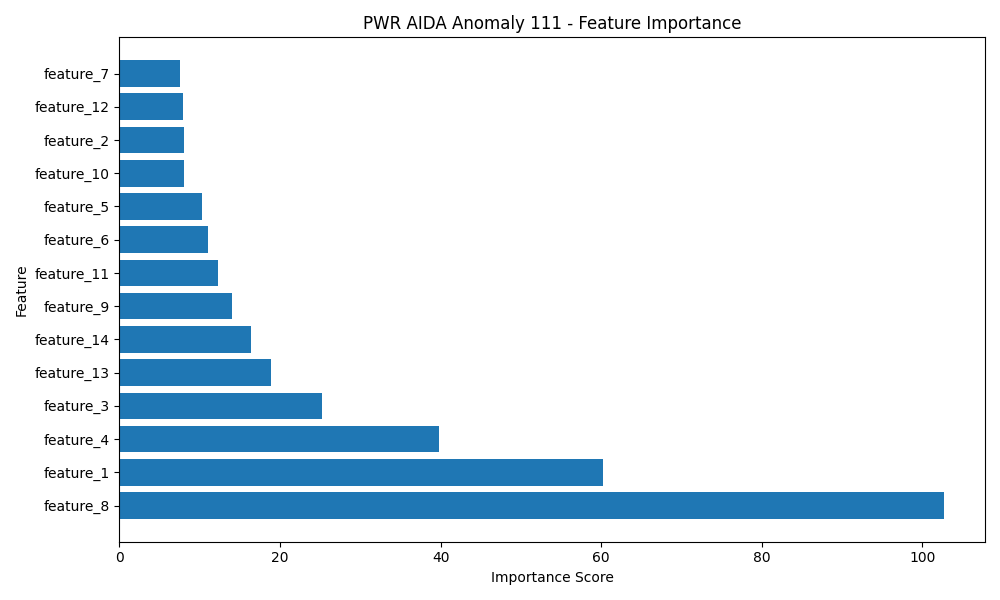 PWR AIDA Anomaly 111 - Feature Importance
feature_7
feature_12
feature_2
feature_10
feature_5
feature_6
feature_11
feature_9
feature_14
feature_13
feature_3
feature_4
feature_1
feature_8
Feature
0 20 40 60 80 100
Importance Score